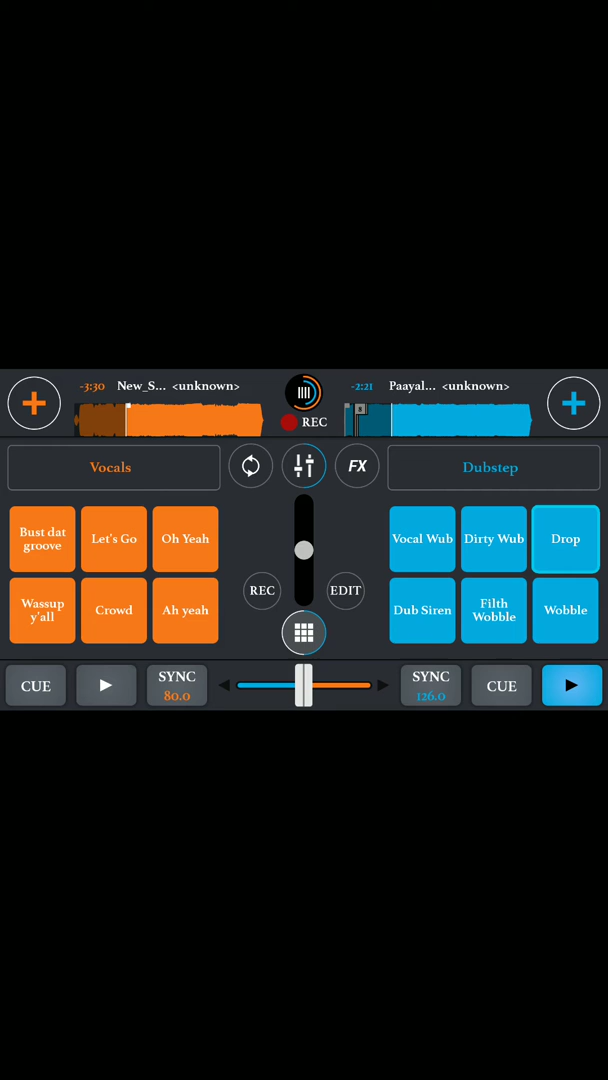 -3:30 New_S... <unknown>
-2:21 Paayal... <unknown>
8
REC
Vocals
FX
Dubstep
Bust dat
groove
Let's Go
Oh Yeah
Wassup
y'all
Crowd
Ah yeah
REC
EDIT
Vocal Wub
Dirty Wub
Drop
Dub Siren
Filth
Wobble
Wobble
CUE
SYNC
80.0
SYNC
126.0
CUE